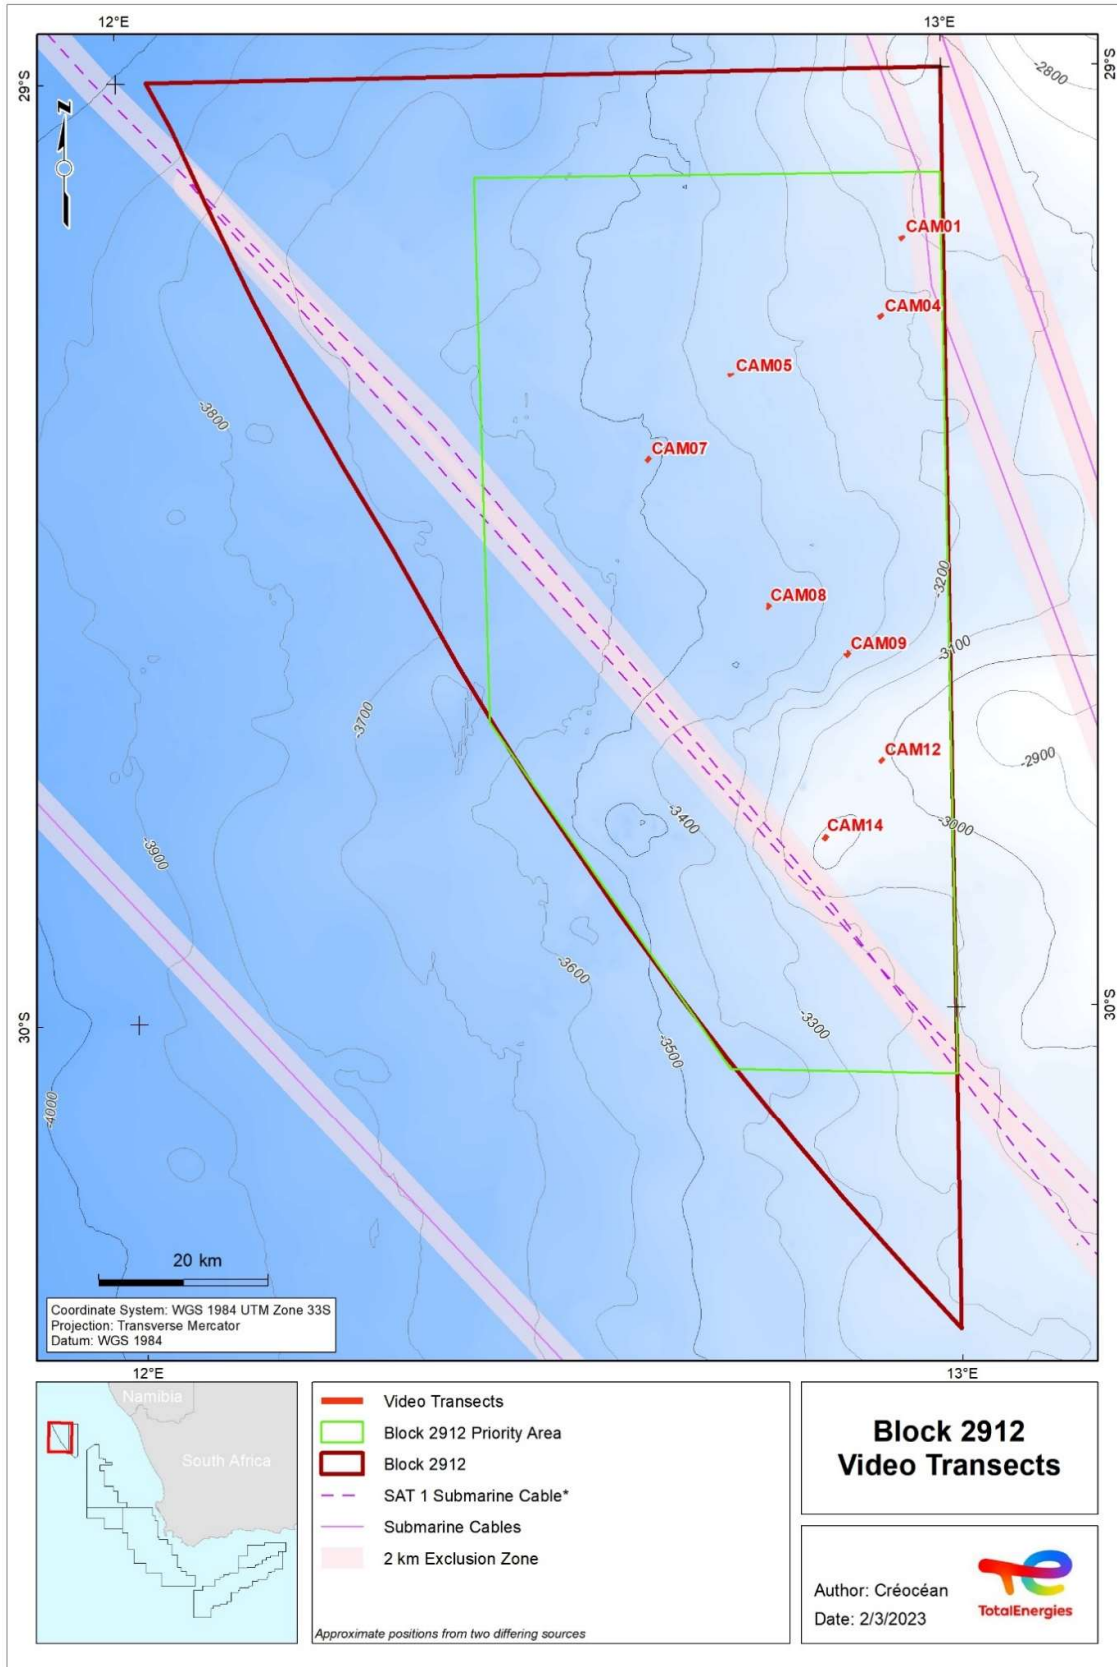 12°E
13°E
29°S
29°S
-2800
Z
CAM01
CAM04
CAM05
-3800
CAM07
-3200
CAM08
CAM09
-3100
-3700
CAM12
-2900
-3400
-3000
CAM14
-3900
-3600
30°S
30°S
-3300
-3500
-4000
20 km
Coordinate System: WGS 1984 UTM Zone 33S
Projection: Transverse Mercator
Datum: WGS 1984
12°E
13°E
Namibia
South Africa
Video Transects
Block 2912 Priority Area
Block 2912
SAT 1 Submarine Cable*
Submarine Cables
2 km Exclusion Zone
Approximate positions from two differing sources
Block 2912
Video Transects
Author: Créocéan
Date: 2/3/2023
TotalEnergies